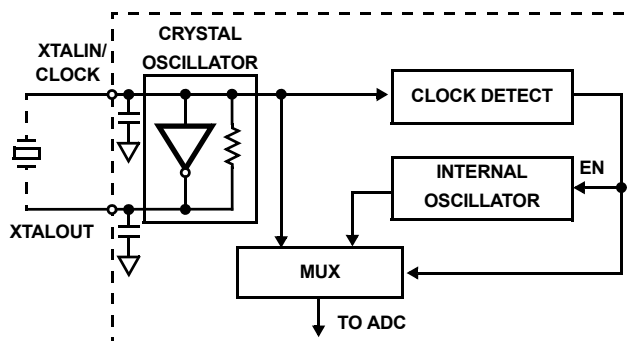 CRYSTAL
OSCILLATOR
XTALIN/
CLOCK
CLOCK DETECT
INTERNAL
OSCILLATOR
EN
XTALOUT
MUX
TO ADC